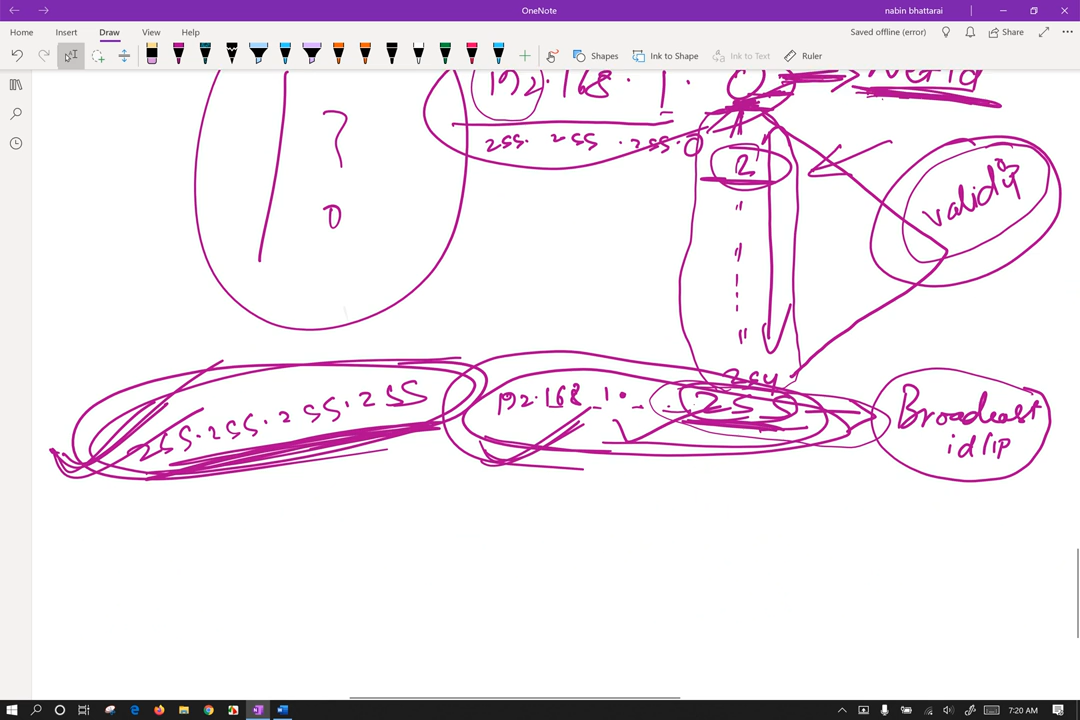 OneNote
nabin bhattarai
Home Insert Draw View Help
Saved offline (error)
Share
Shapes
Ink to Shape
Ink to Text
Ruler
192.168.1.0
Net id
255.255.255.0
?
2
valid ip
"
"
"
254
255.255.255.255
192.168.1.
255
Broadcast
id/ip
7:20 AM